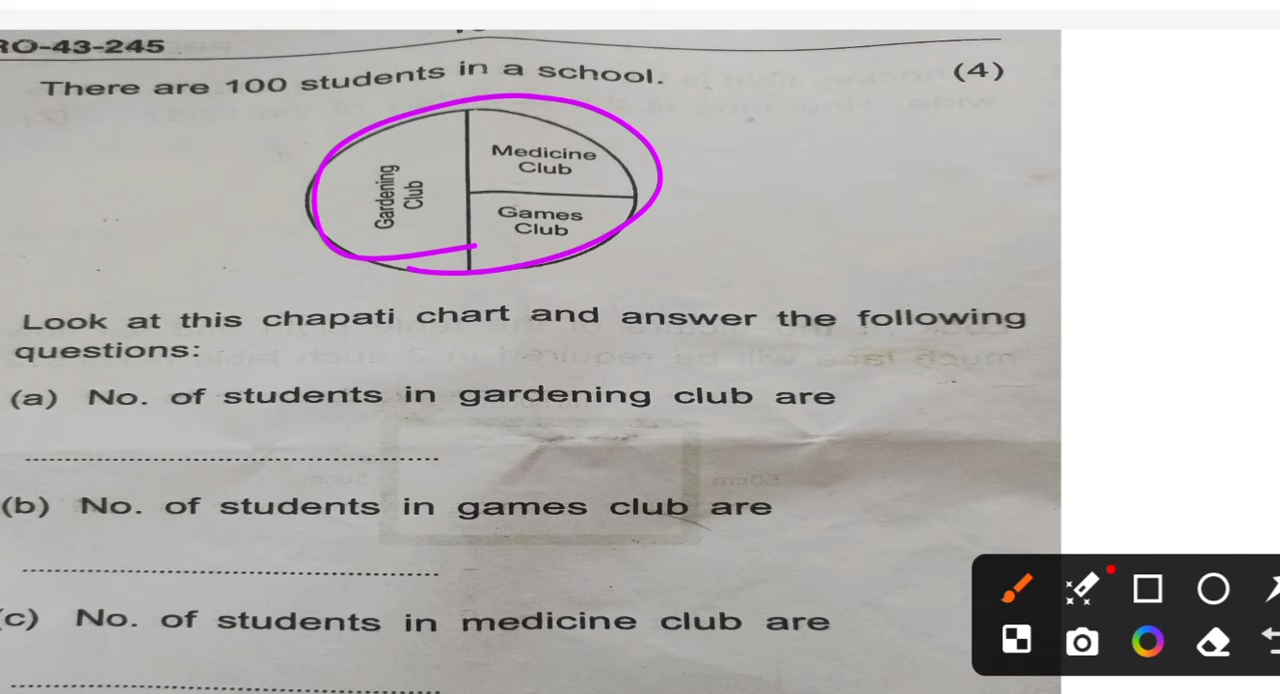 RO-43-245
There are 100 students in a school. (4)
Gardening
Club
Medicine
Club
Games
Club
Look at this chapati chart and answer the following
questions:
(a) No. of students in gardening club are
(b) No. of students in games club are
(c) No. of students in medicine club are